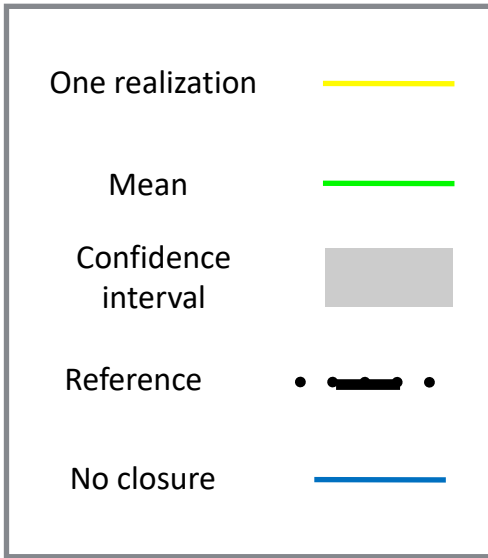 One realization
Mean
Confidence
interval
Reference
No closure